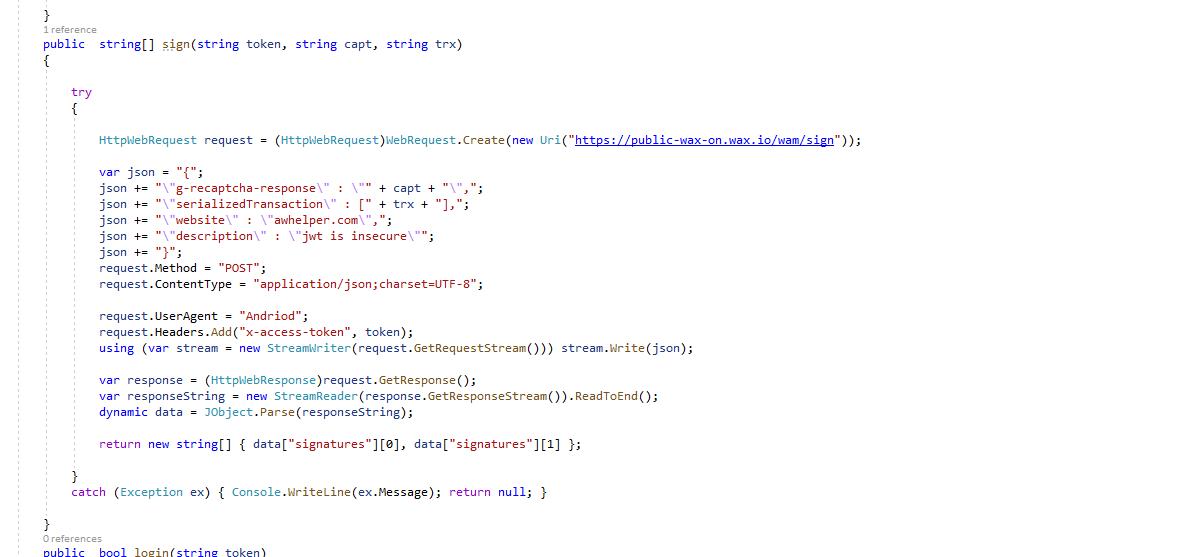 }
1 reference
public string[] sign(string token, string capt, string trx)
{
try
{
HttpWebRequest request = (HttpWebRequest)WebRequest.Create(new Uri("https://public-wax-on.wax.io/wam/sign"));
var json = "{";
json += "\"g-recaptcha-response\" : \"" + capt + "\",";
json += "\"serializedTransaction\" : [" + trx + "],";
json += "\"website\" : \"awhelper.com\",";
json += "\"description\" : \"jwt is insecure\"";
json += "}";
request.Method = "POST";
request.ContentType = "application/json;charset=UTF-8";
request.UserAgent = "Andriod";
request.Headers.Add("x-access-token", token);
using (var stream = new StreamWriter(request.GetRequestStream())) stream.Write(json);
var response = (HttpWebResponse)request.GetResponse();
var responseString = new StreamReader(response.GetResponseStream()).ReadToEnd();
dynamic data = JObject.Parse(responseString);
return new string[] { data["signatures"][0], data["signatures"][1] };
}
catch (Exception ex) { Console.WriteLine(ex.Message); return null; }
}
0 references
public bool login(string token)